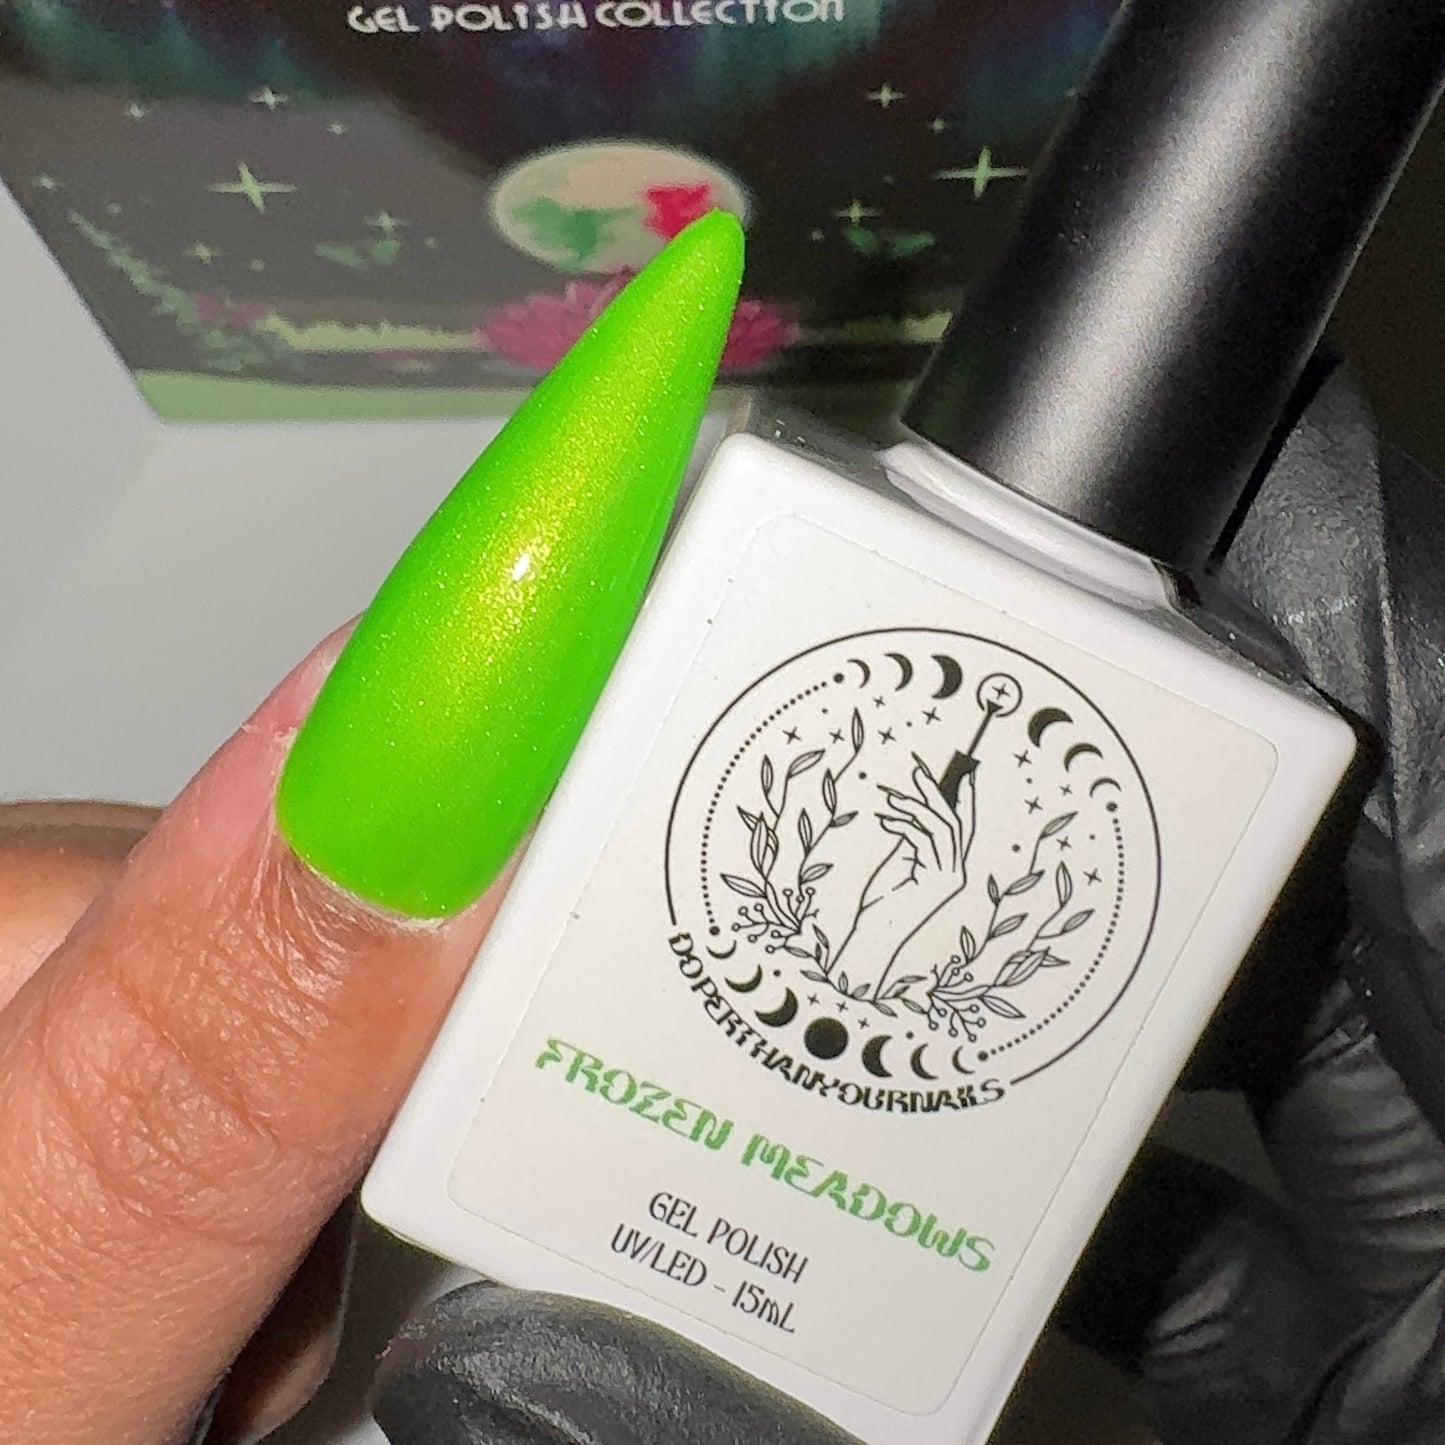 GEL POLISH COLLECTION
DOPERTHANYOURNAILS
FROZEN MEADOWS
GEL POLISH
UV/LED - 15mL